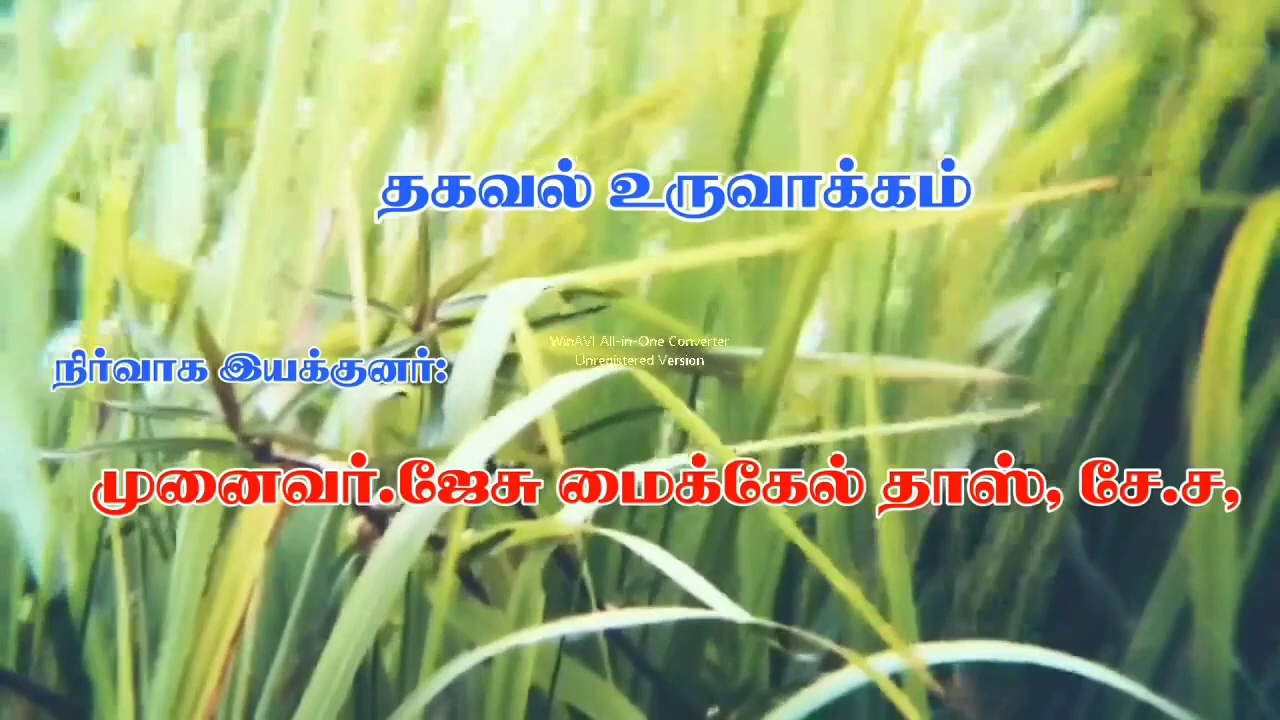 தகவல் உருவாக்கம்
WinAVI All-in-One Converter
Unregistered Version
நிர்வாக இயக்குனர்:
முனைவர்.ஜேசு மைக்கேல் தாஸ், சே.ச,